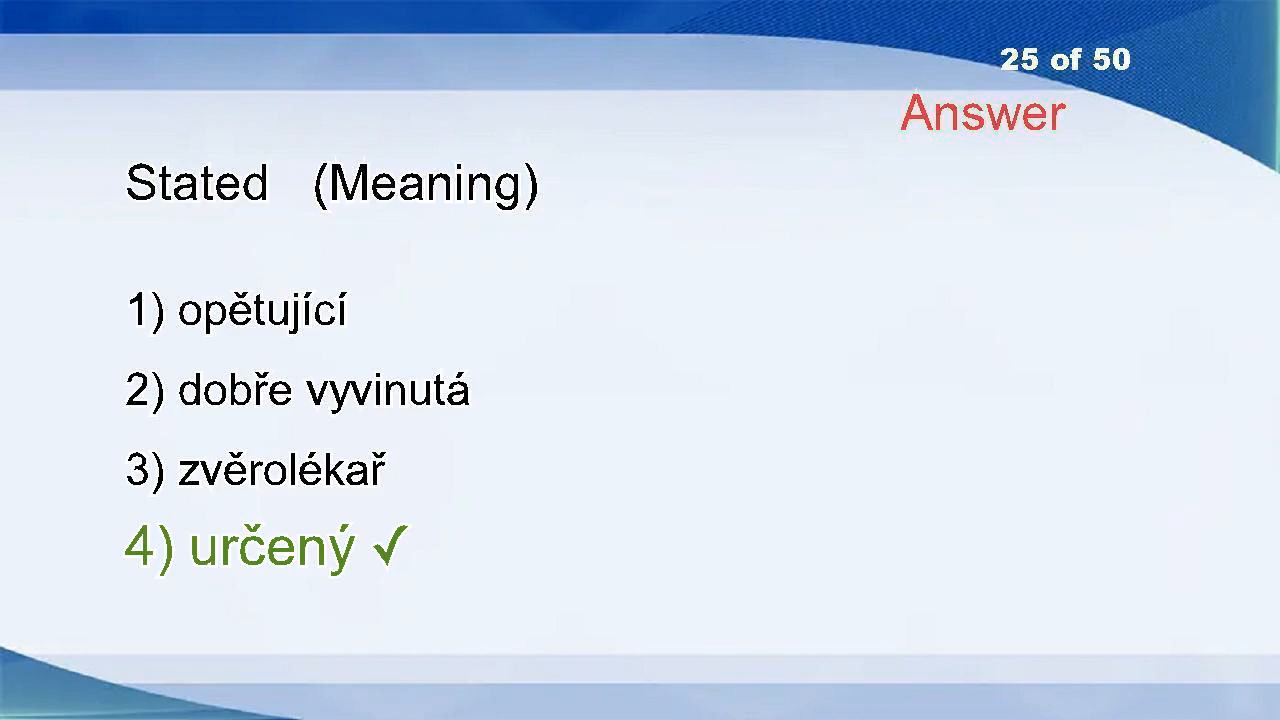 25 of 50
Answer
Stated (Meaning)
1) opětující
2) dobře vyvinutá
3) zvěrolékař
4) určený ✓